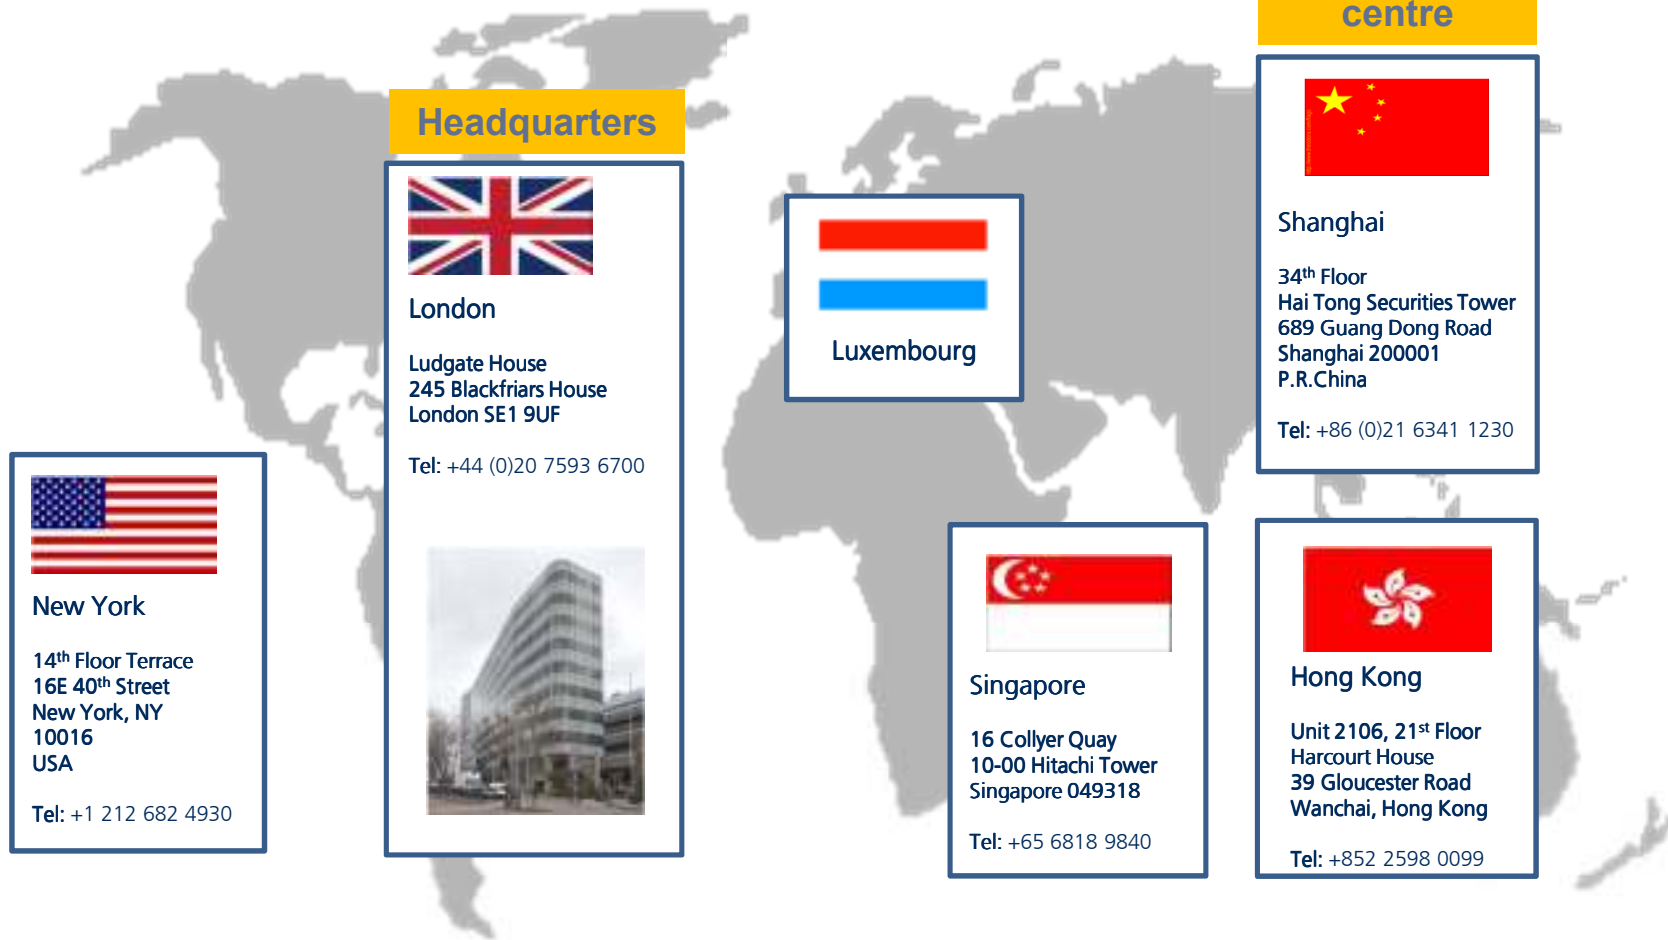 centre
Headquarters
London
Ludgate House
245 Blackfriars House
London SE1 9UF
Tel: +44 (0)20 7593 6700
Luxembourg
Shanghai
34th Floor
Hai Tong Securities Tower
689 Guang Dong Road
Shanghai 200001
P.R.China
Tel: +86 (0)21 6341 1230
New York
14th Floor Terrace
16E 40th Street
New York, NY
10016
USA
Tel: +1 212 682 4930
Singapore
16 Collyer Quay
10-00 Hitachi Tower
Singapore 049318
Tel: +65 6818 9840
Hong Kong
Unit 2106, 21st Floor
Harcourt House
39 Gloucester Road
Wanchai, Hong Kong
Tel: +852 2598 0099